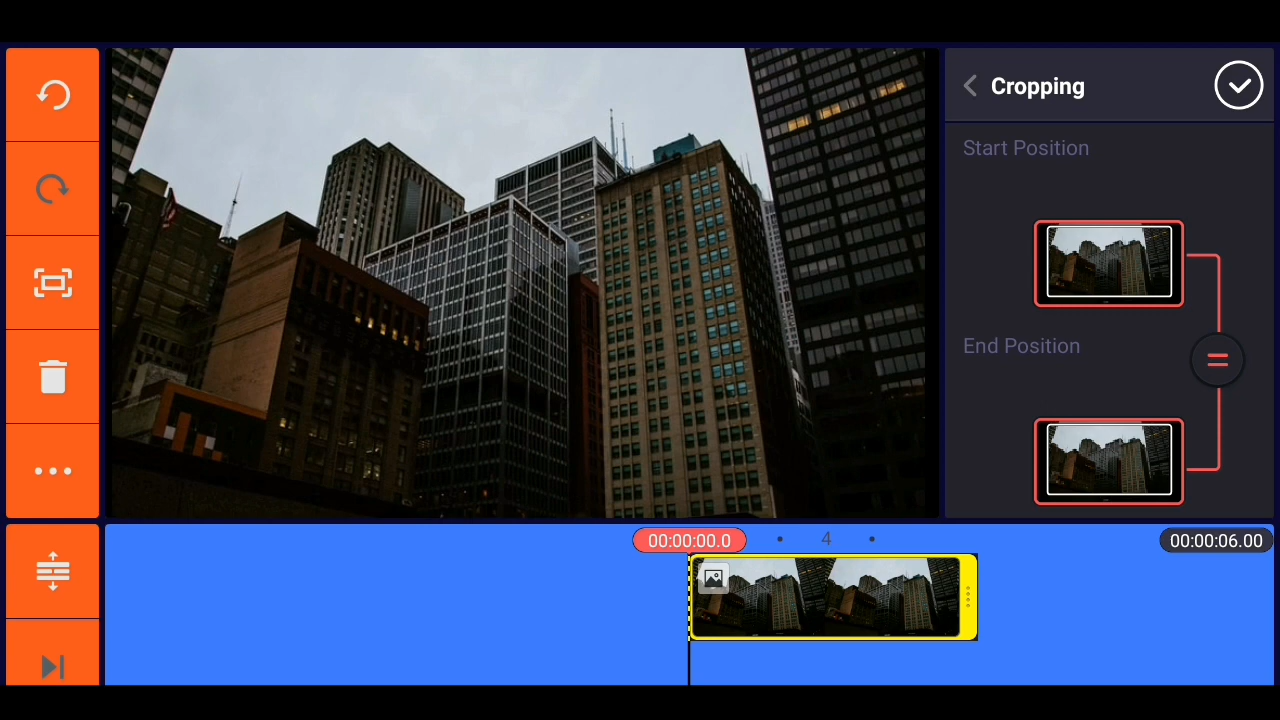 Cropping
Start Position
End Position
00:00:00.0
4
00:00:06.00